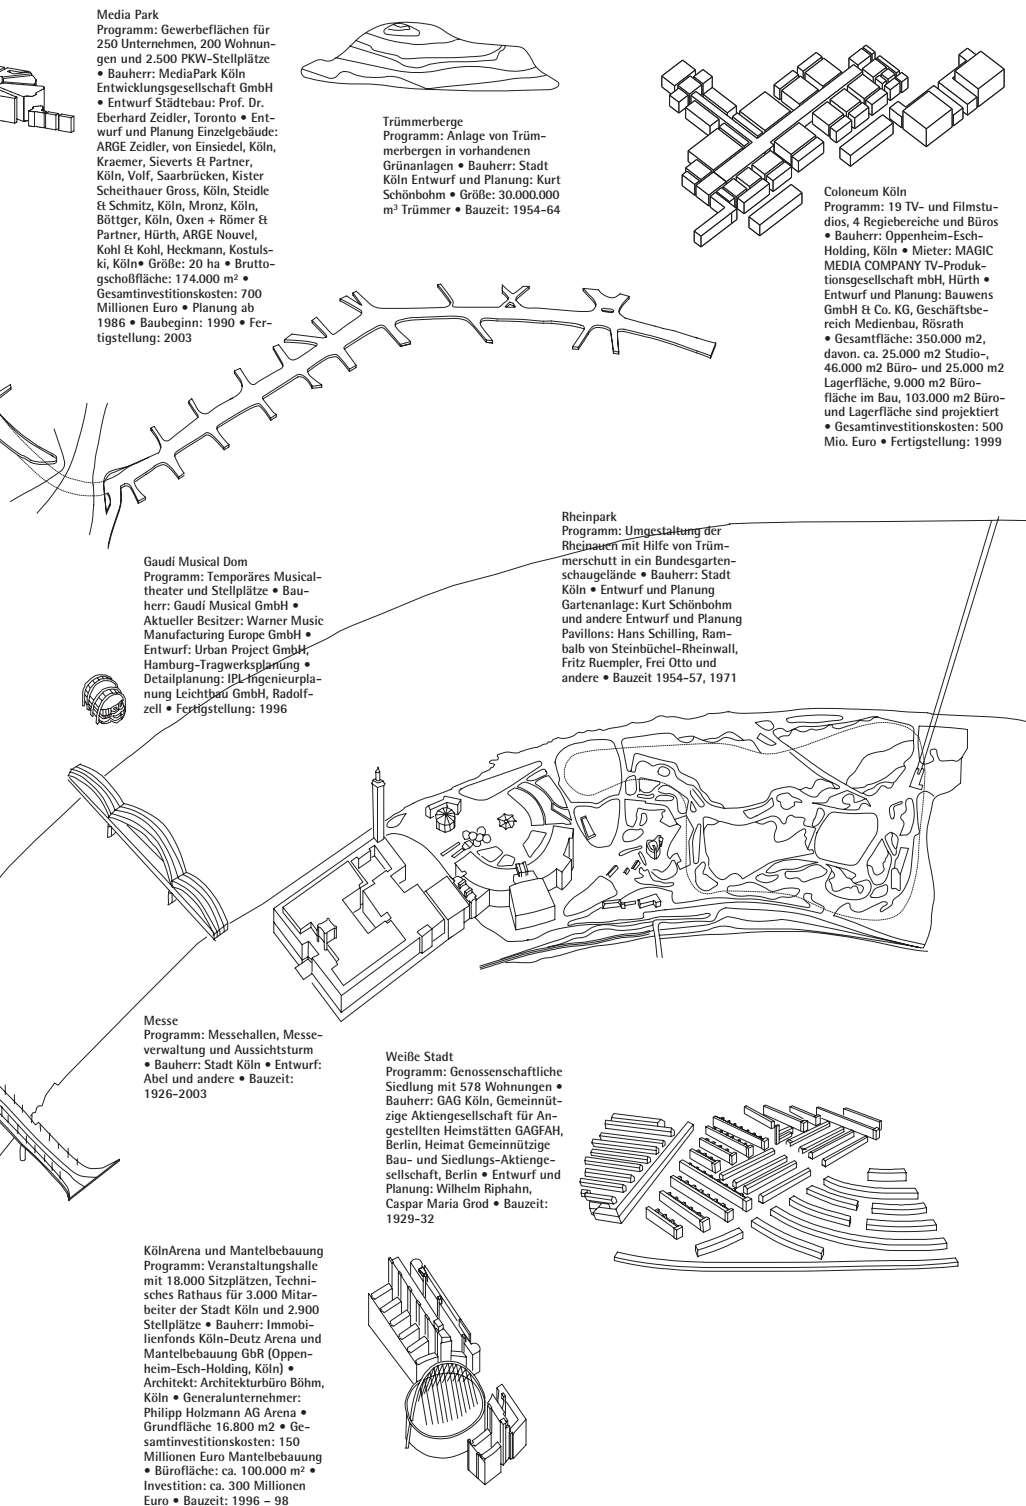 Media Park
Programm: Gewerbeflächen für
250 Unternehmen, 200 Wohnun-
gen und 2.500 PKW-Stellplätze
• Bauherr: MediaPark Köln
Entwicklungsgesellschaft GmbH
• Entwurf Städtebau: Prof. Dr.
Eberhard Zeidler, Toronto • Ent-
wurf und Planung Einzelgebäude:
ARGE Zeidler, von Einsiedel, Köln,
Kraemer, Sieverts & Partner,
Köln, Volf, Saarbrücken, Kister
Scheithauer Gross, Köln, Steidle
& Schmitz, Köln, Mronz, Köln,
Böttger, Köln, Oxen + Römer &
Partner, Hürth, ARGE Nouvel,
Kohl & Kohl, Heckmann, Kostuls-
ki, Köln• Größe: 20 ha • Brutto-
gschoßfläche: 174.000 m² •
Gesamtinvestitionskosten: 700
Millionen Euro • Planung ab
1986 • Baubeginn: 1990 • Fer-
tigstellung: 2003
Trümmerberge
Programm: Anlage von Trüm-
merbergen in vorhandenen
Grünanlagen • Bauherr: Stadt
Köln Entwurf und Planung: Kurt
Schönbohm • Größe: 30.000.000
m³ Trümmer • Bauzeit: 1954-64
Coloneum Köln
Programm: 19 TV- und Filmstu-
dios, 4 Regiebereiche und Büros
• Bauherr: Oppenheim-Esch-
Holding, Köln • Mieter: MAGIC
MEDIA COMPANY TV-Produk-
tionsgesellschaft mbH, Hürth •
Entwurf und Planung: Bauwens
GmbH & Co. KG, Geschäftsbe-
reich Medienbau, Rösrath
• Gesamtfläche: 350.000 m2,
davon. ca. 25.000 m2 Studio-,
46.000 m2 Büro- und 25.000 m2
Lagerfläche, 9.000 m2 Büro-
fläche im Bau, 103.000 m2 Büro-
und Lagerfläche sind projektiert
• Gesamtinvestitionskosten: 500
Mio. Euro • Fertigstellung: 1999
Rheinpark
Programm: Umgestaltung der
Rheinauen mit Hilfe von Trüm-
merschutt in ein Bundesgarten-
schaugelände • Bauherr: Stadt
Köln • Entwurf und Planung
Gartenanlage: Kurt Schönbohm
und andere Entwurf und Planung
Pavillons: Hans Schilling, Ram-
balb von Steinbüchel-Rheinwall,
Fritz Ruempler, Frei Otto und
andere • Bauzeit 1954-57, 1971
Gaudí Musical Dom
Programm: Temporäres Musical-
theater und Stellplätze • Bau-
herr: Gaudí Musical GmbH •
Aktueller Besitzer: Warner Music
Manufacturing Europe GmbH •
Entwurf: Urban Project GmbH,
Hamburg-Tragwerksplanung •
Detailplanung: IPL Ingenieurpla-
nung Leichtbau GmbH, Radolf-
zell • Fertigstellung: 1996
Messe
Programm: Messehallen, Messe-
verwaltung und Aussichtsturm
• Bauherr: Stadt Köln • Entwurf:
Abel und andere • Bauzeit:
1926-2003
Weiße Stadt
Programm: Genossenschaftliche
Siedlung mit 578 Wohnungen •
Bauherr: GAG Köln, Gemeinnüt-
zige Aktiengesellschaft für An-
gestellten Heimstätten GAGFAH,
Berlin, Heimat Gemeinnützige
Bau- und Siedlungs-Aktienge-
sellschaft, Berlin • Entwurf und
Planung: Wilhelm Riphahn,
Caspar Maria Grod • Bauzeit:
1929-32
KölnArena und Mantelbebauung
Programm: Veranstaltungshalle
mit 18.000 Sitzplätzen, Techni-
sches Rathaus für 3.000 Mitar-
beiter der Stadt Köln und 2.900
Stellplätze • Bauherr: Immobi-
lienfonds Köln-Deutz Arena und
Mantelbebauung GbR (Oppen-
heim-Esch-Holding, Köln) •
Architekt: Architekturbüro Böhm,
Köln • Generalunternehmer:
Philipp Holzmann AG Arena •
Grundfläche 16.800 m2 • Ge-
samtinvestitionskosten: 150
Millionen Euro Mantelbebauung
• Bürofläche: ca. 100.000 m² •
Investition: ca. 300 Millionen
Euro • Bauzeit: 1996 – 98